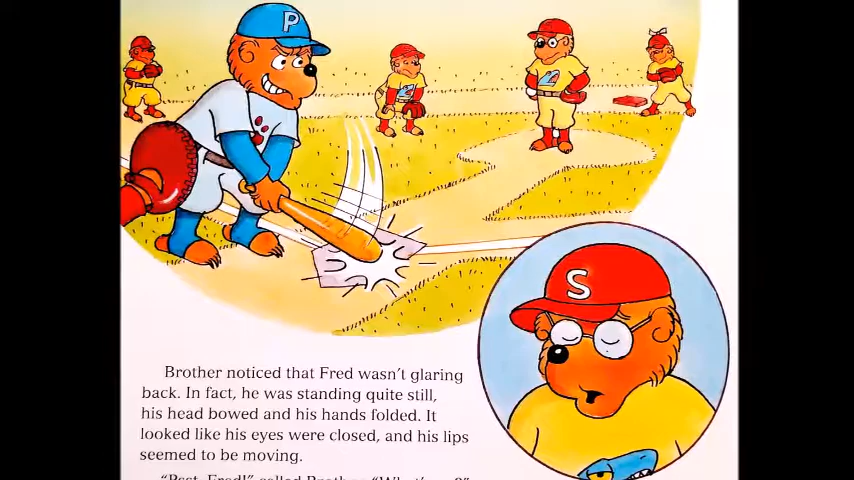 P
S
Brother noticed that Fred wasn't glaring
back. In fact, he was standing quite still,
his head bowed and his hands folded. It
looked like his eyes were closed, and his lips
seemed to be moving.